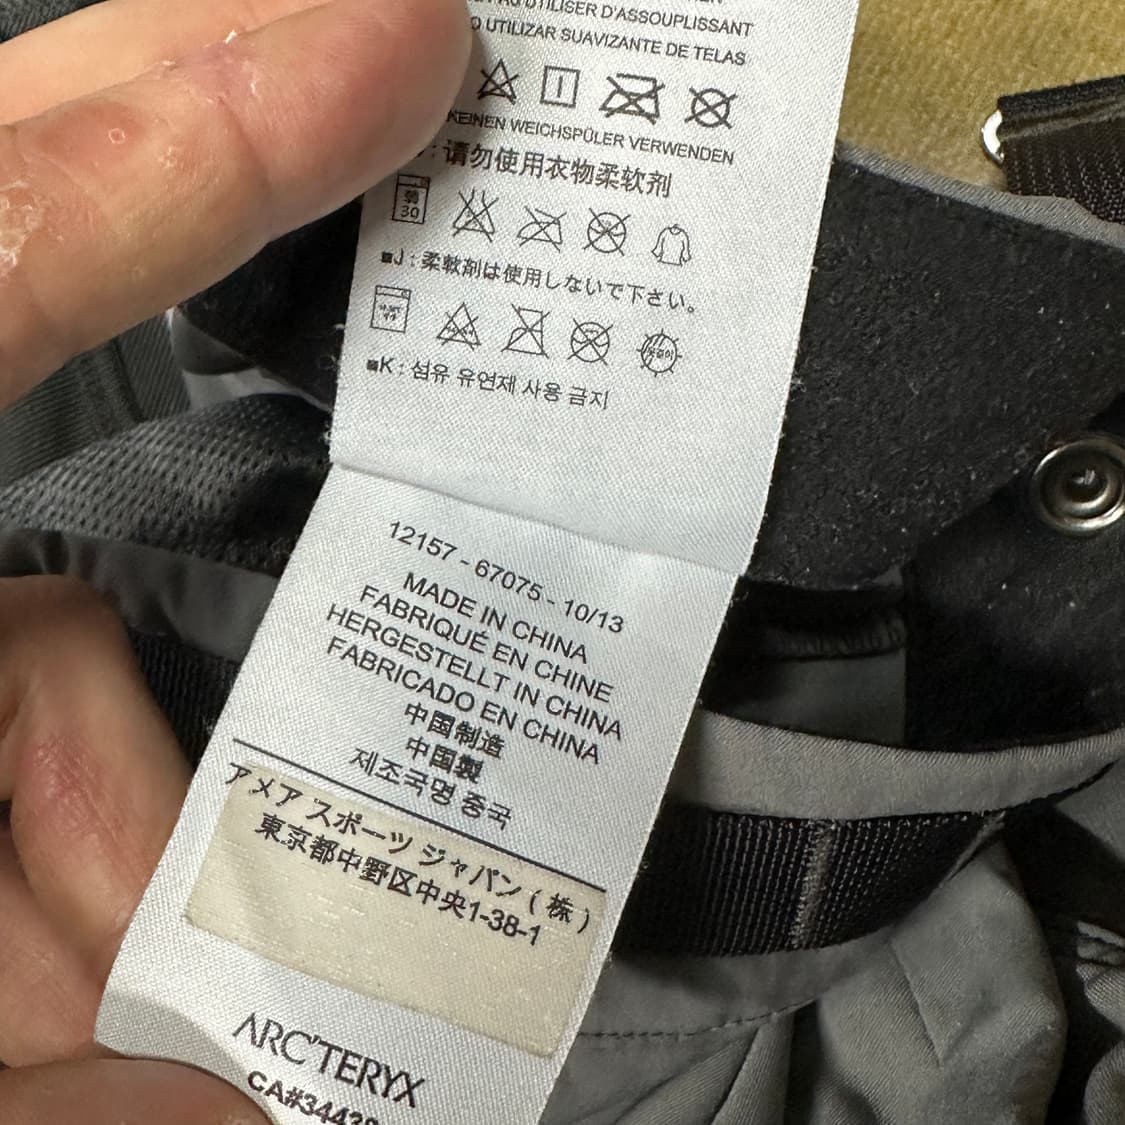 UTILISER D'ASSOUPLISSANT
UTILIZAR SUAVIZANTE DE TELAS
KEINEN WEICHSPÜLER VERWENDEN
: 请勿使用衣物柔软剂
弱
30
■J : 柔軟剤は使用しないで下さい。
■K : 섬유 유연제 사용 금지
12157 - 67075 - 10/13
MADE IN CHINA
FABRIQUÉ EN CHINE
HERGESTELLT IN CHINA
FABRICADO EN CHINA
中国制造
中国製
제조국명 중국
アメア スポーツ ジャパン ( 株 )
東京都中野区中央1-38-1
ARC'TERYX